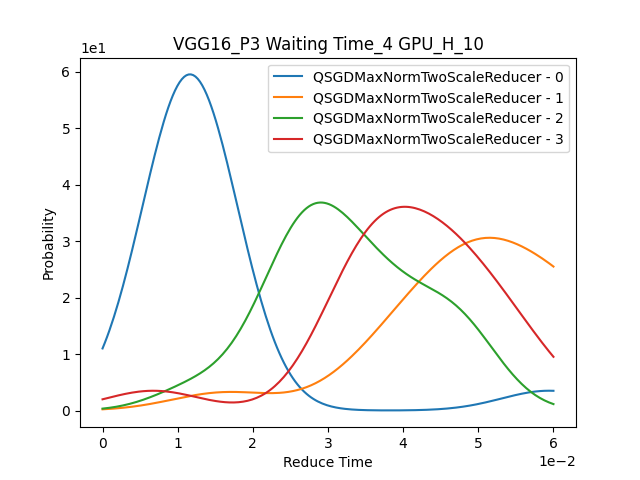 VGG16_P3 Waiting Time_4 GPU_H_10
1e1
QSGDMaxNormTwoScaleReducer - 0
QSGDMaxNormTwoScaleReducer - 1
QSGDMaxNormTwoScaleReducer - 2
QSGDMaxNormTwoScaleReducer - 3
6
5
4
3
2
1
0
Probability
0 1 2 3 4 5 6
Reduce Time
1e−2